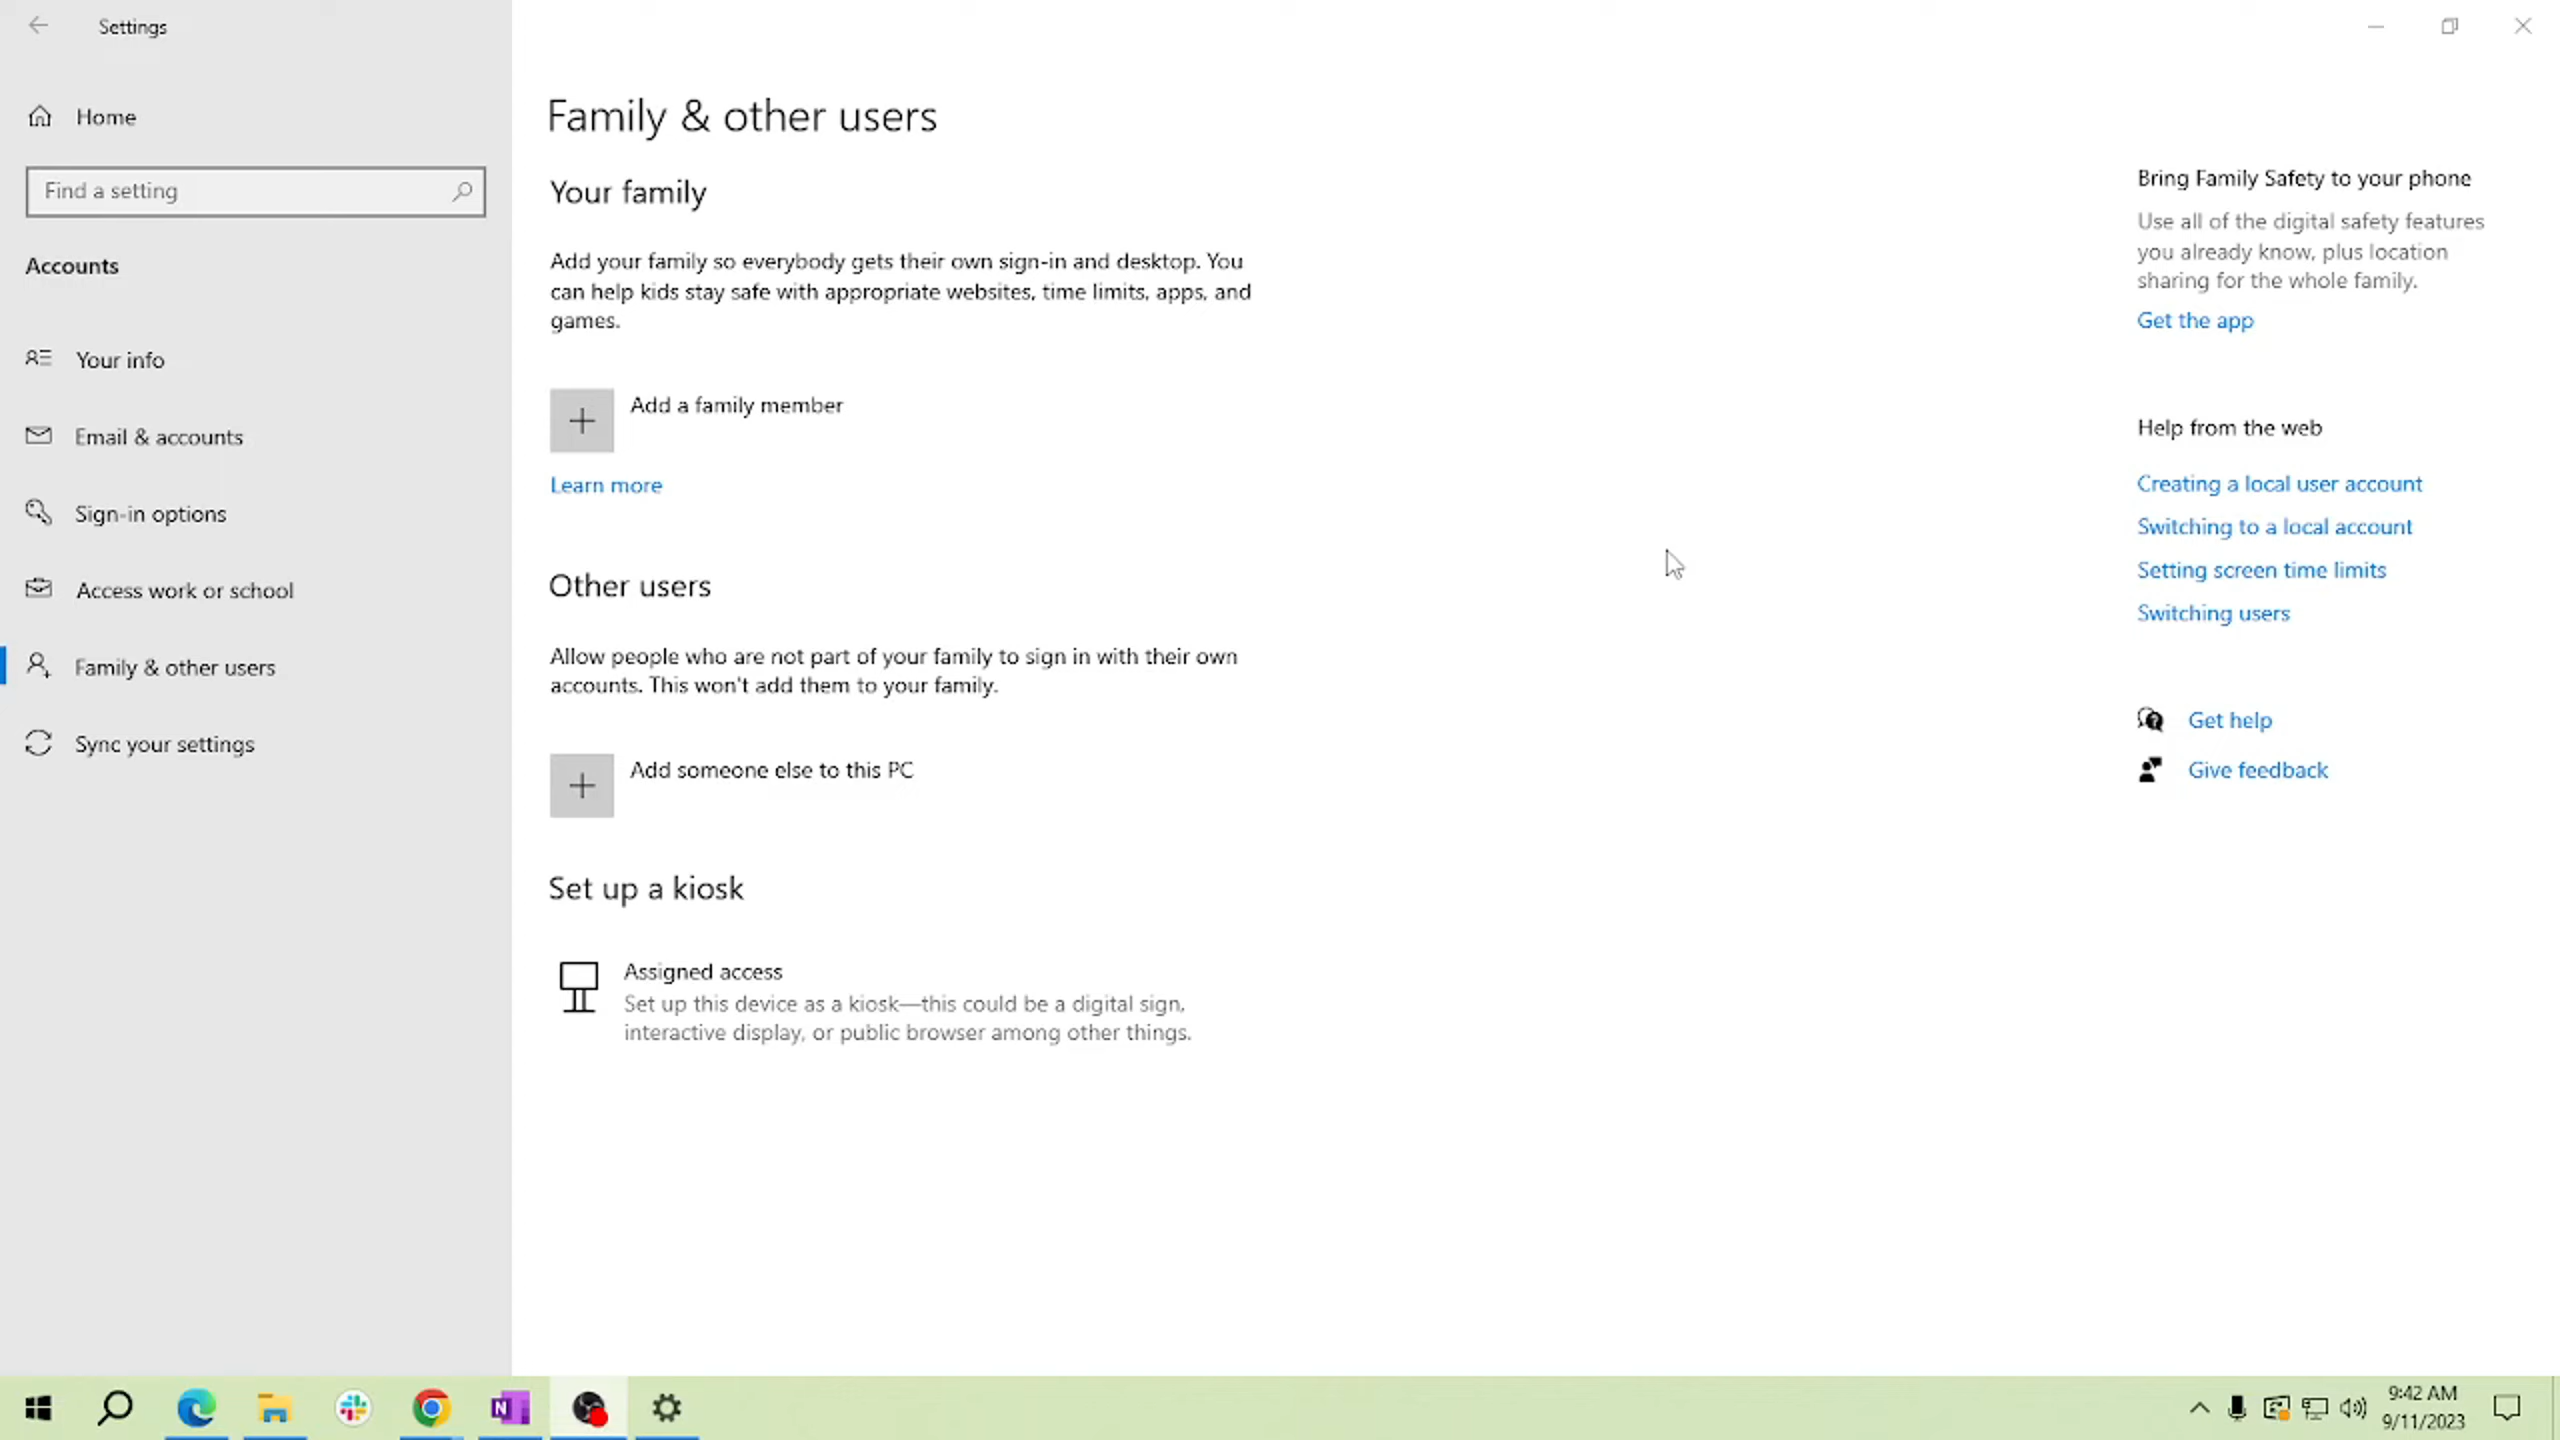 Settings
Home
Find a setting
Accounts
Your info
Email & accounts
Sign-in options
Access work or school
Family & other users
Sync your settings
Family & other users
Your family
Add your family so everybody gets their own sign-in and desktop. You
can help kids stay safe with appropriate websites, time limits, apps, and
games.
Add a family member
Learn more
Other users
Allow people who are not part of your family to sign in with their own
accounts. This won't add them to your family.
Add someone else to this PC
Set up a kiosk
Assigned access
Set up this device as a kiosk—this could be a digital sign,
interactive display, or public browser among other things.
Bring Family Safety to your phone
Use all of the digital safety features
you already know, plus location
sharing for the whole family.
Get the app
Help from the web
Creating a local user account
Switching to a local account
Setting screen time limits
Switching users
Get help
Give feedback
N
9:42 AM
9/11/2023